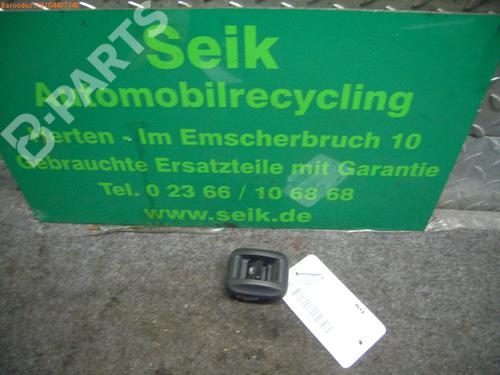 B-PARTS
Seik
Automobilrecycling
Herten - Im Emscherbruch 10
Gebrauchte Ersatzteile mit Garantie
Tel. 0 23 66 / 10 68 68
www.seik.de